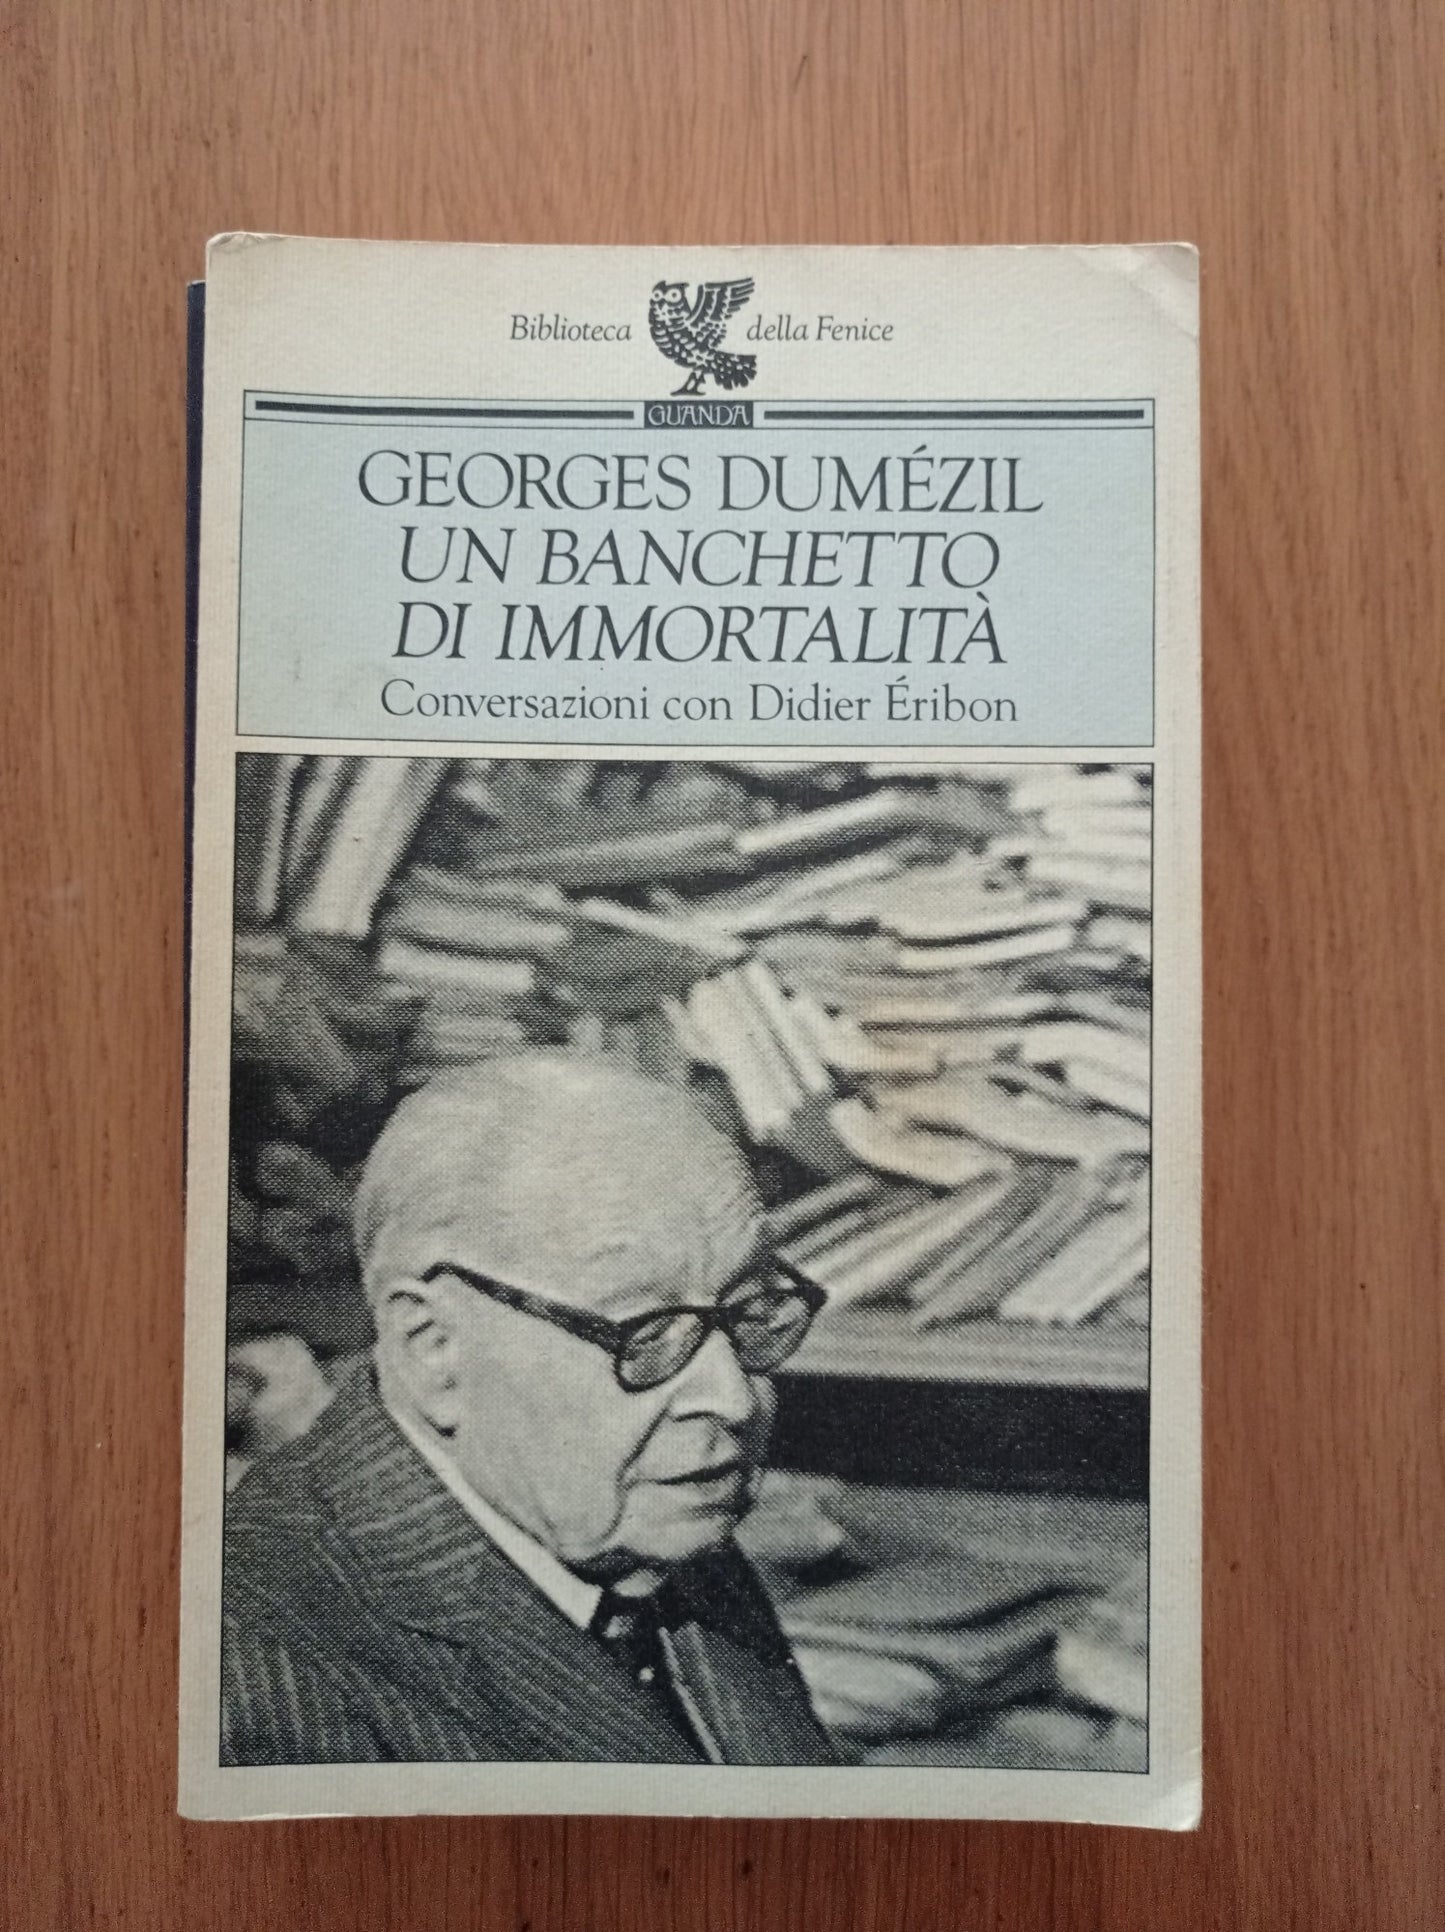 Biblioteca della Fenice
GUANDA
GEORGES DUMÉZIL
UN BANCHETTO
DI IMMORTALITÀ
Conversazioni con Didier Éribon